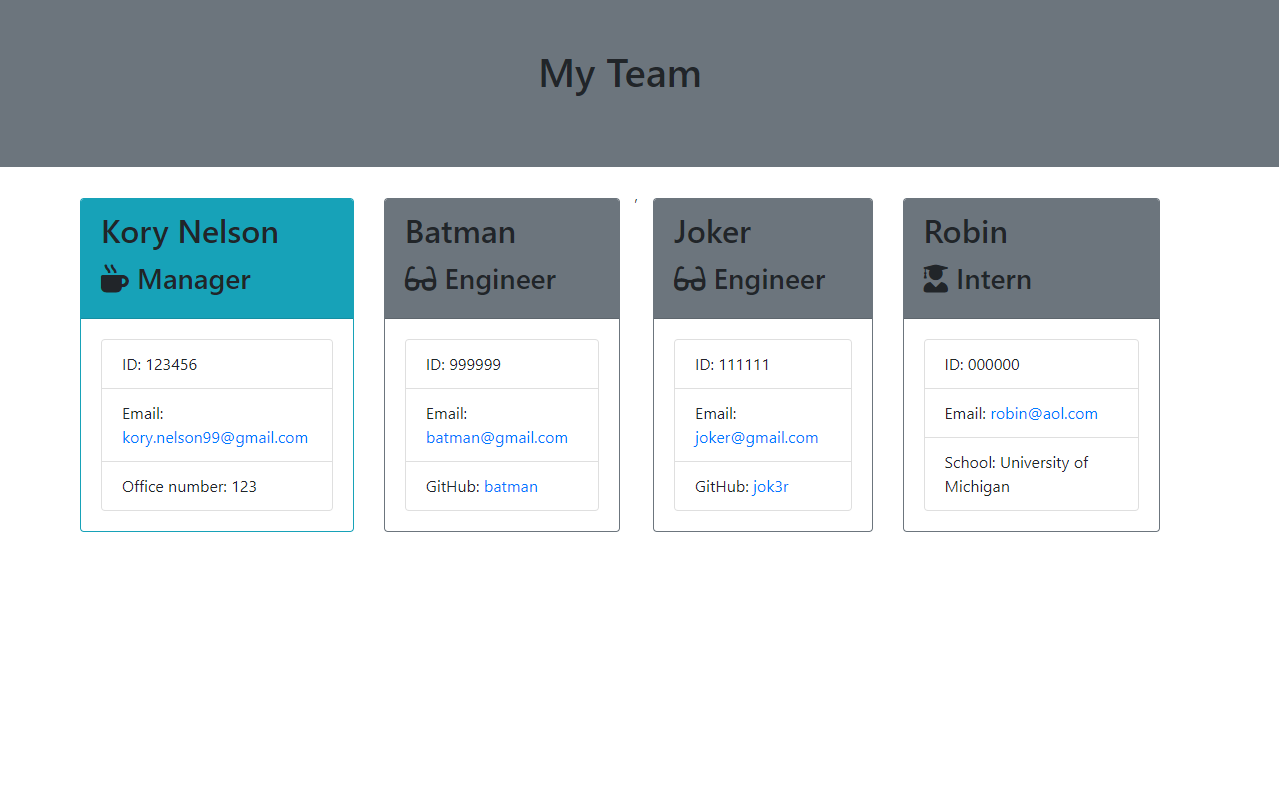 My Team
Kory Nelson
Manager
ID: 123456
Email:
kory.nelson99@gmail.com
Office number: 123
Batman
Engineer
ID: 999999
Email:
batman@gmail.com
GitHub: batman
,
Joker
Engineer
ID: 111111
Email:
joker@gmail.com
GitHub: jok3r
Robin
Intern
ID: 000000
Email: robin@aol.com
School: University of
Michigan